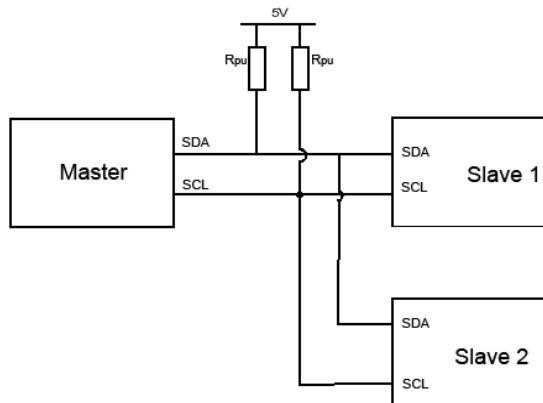 5V
Rpu Rpu
SDA
SCL
Master
SDA
SCL
Slave 1
SDA
SCL
Slave 2